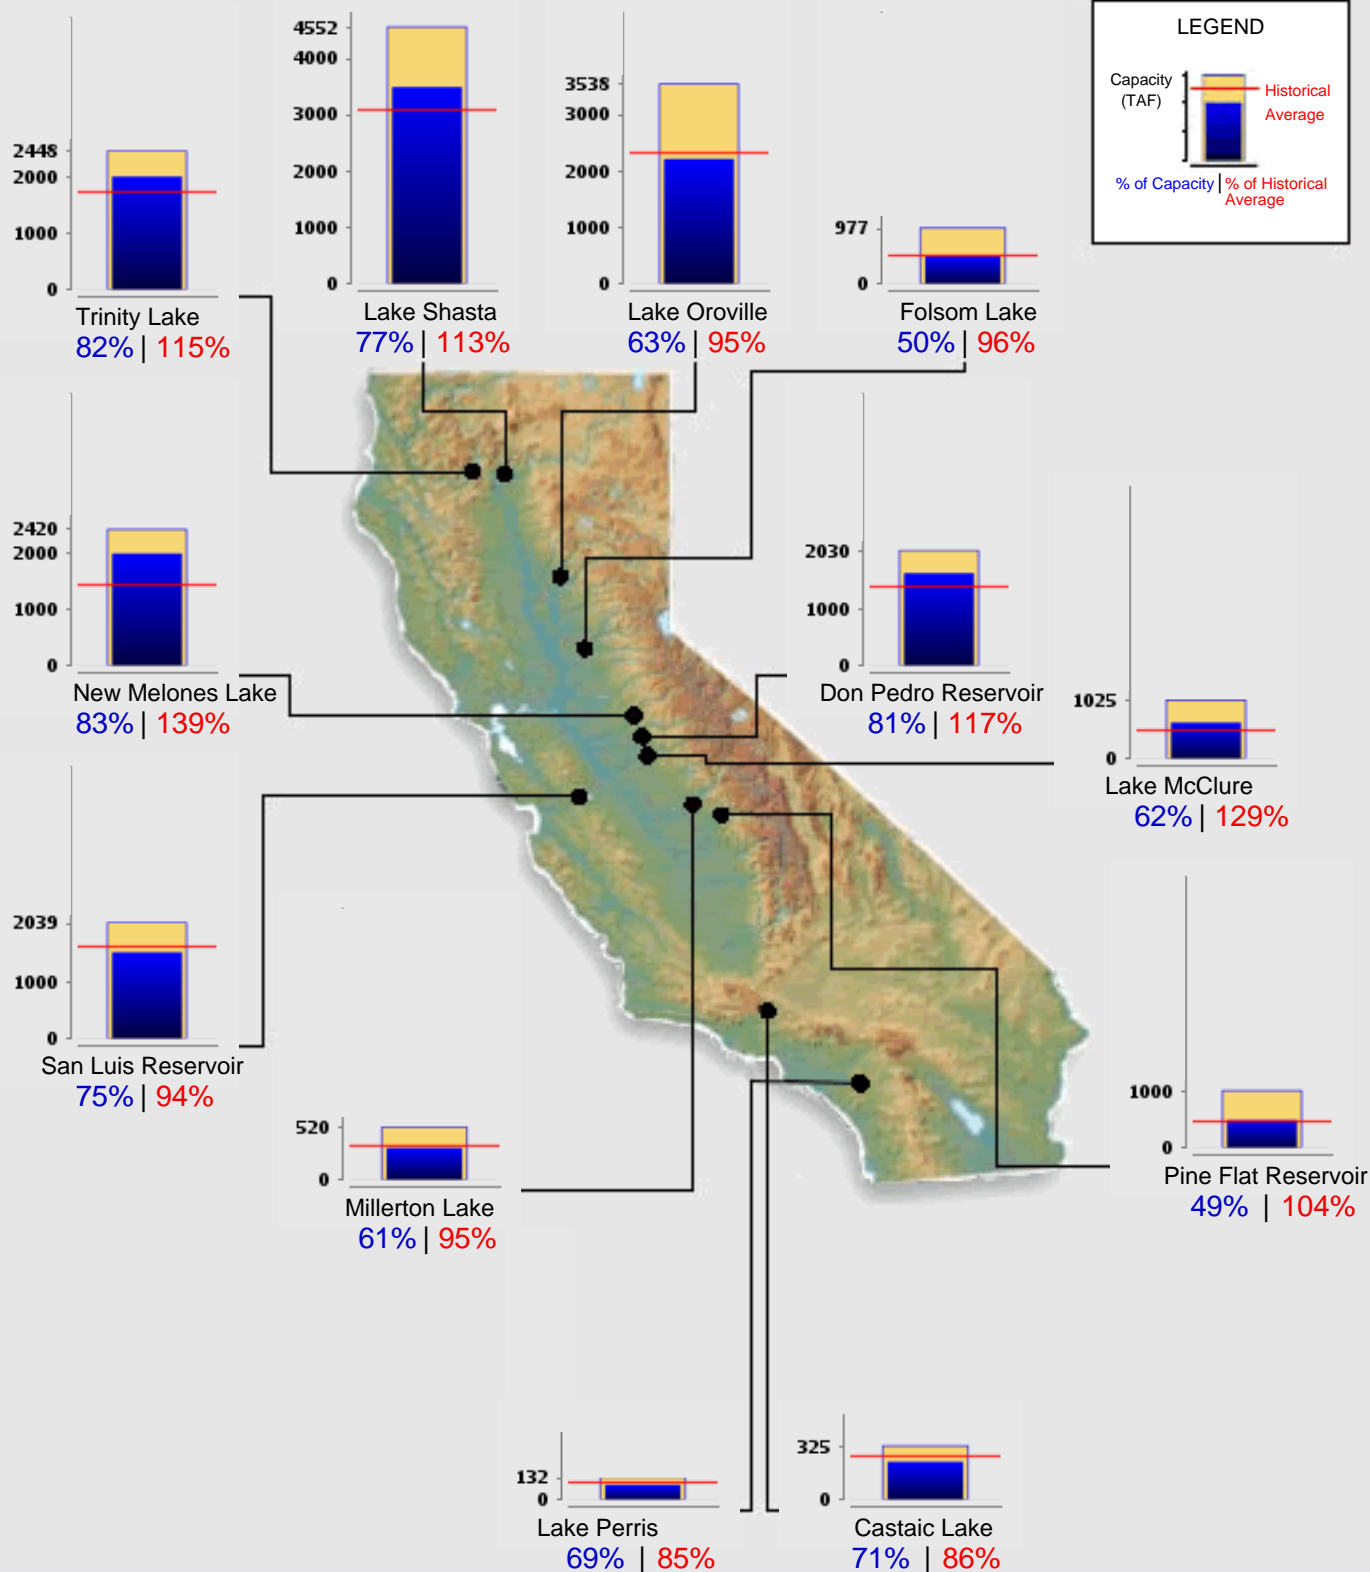 4552
4000
3000
2000
1000
0
Lake Shasta
77% | 113%
3538
3000
2000
1000
0
Lake Oroville
63% | 95%
977
0
Folsom Lake
50% | 96%
LEGEND
Capacity
(TAF)
Historical
Average
% of Capacity | % of Historical
Average
2448
2000
1000
0
Trinity Lake
82% | 115%
2420
2000
1000
0
New Melones Lake
83% | 139%
2030
1000
0
Don Pedro Reservoir
81% | 117%
1025
0
Lake McClure
62% | 129%
2039
1000
0
San Luis Reservoir
75% | 94%
520
0
Millerton Lake
61% | 95%
1000
0
Pine Flat Reservoir
49% | 104%
132
0
Lake Perris
69% | 85%
325
0
Castaic Lake
71% | 86%